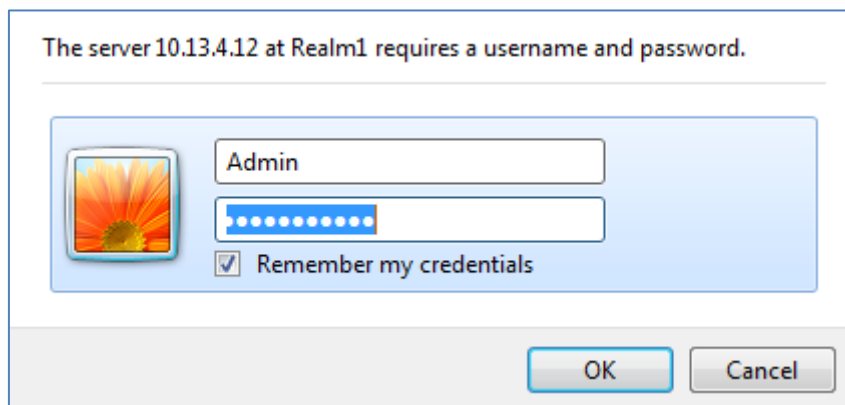 The server 10.13.4.12 at Realm1 requires a username and password.
Admin
●●●●●●●●●●●
Remember my credentials
OK
Cancel